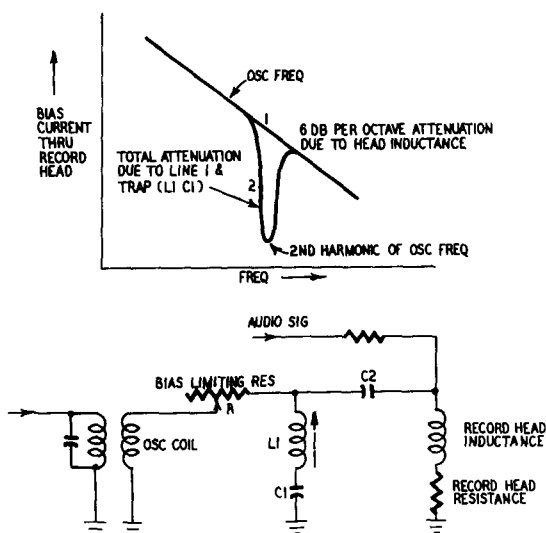 OSC FREQ
1
BIAS
CURRENT
THRU
RECORD
HEAD
6 DB PER OCTAVE ATTENUATION
DUE TO HEAD INDUCTANCE
TOTAL ATTENUATION
DUE TO LINE 1 &
TRAP (L1 C1)
2
2ND HARMONIC OF OSC FREQ
FREQ
AUDIO SIG
BIAS LIMITING RES
C2
R
OSC COIL
L1
C1
RECORD HEAD
INDUCTANCE
RECORD HEAD
RESISTANCE